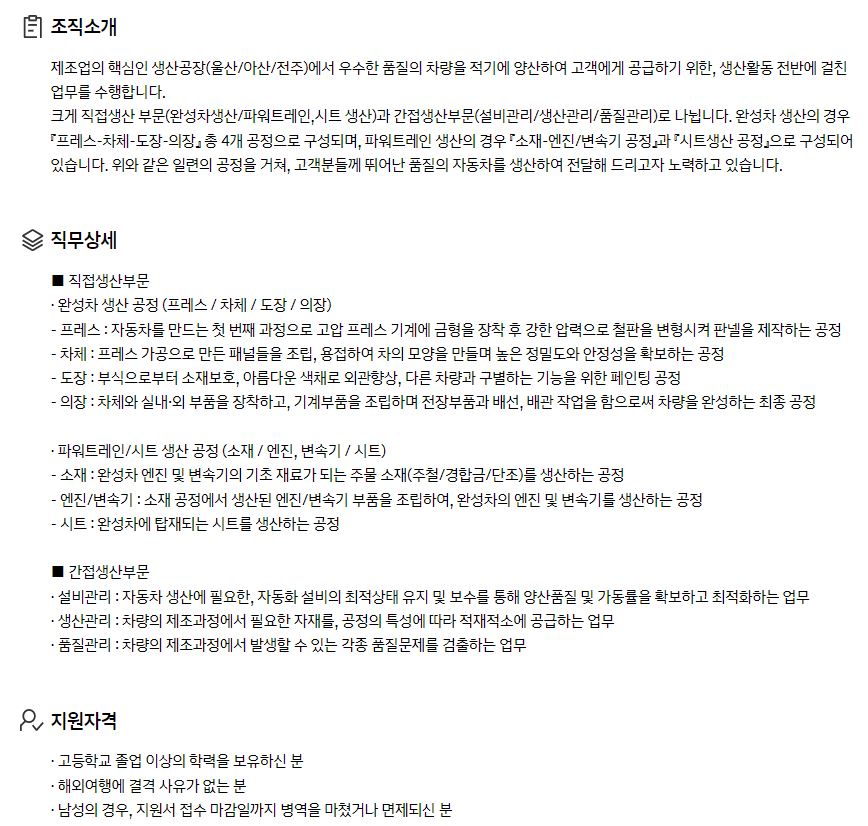 조직소개
제조업의 핵심인 생산공장(울산/아산/전주)에서 우수한 품질의 차량을 적기에 양산하여 고객에게 공급하기 위한, 생산활동 전반에 걸친
업무를 수행합니다.
크게 직접생산 부문(완성차생산/파워트레인,시트 생산)과 간접생산부문(설비관리/생산관리/품질관리)로 나뉩니다. 완성차 생산의 경우
『프레스-차체-도장-의장』 총 4개 공정으로 구성되며, 파워트레인 생산의 경우 『소재-엔진/변속기 공정』과 『시트생산 공정』으로 구성되어
있습니다. 위와 같은 일련의 공정을 거쳐, 고객분들께 뛰어난 품질의 자동차를 생산하여 전달해 드리고자 노력하고 있습니다.
직무상세
■ 직접생산부문
· 완성차 생산 공정 (프레스 / 차체 / 도장 / 의장)
- 프레스 : 자동차를 만드는 첫 번째 과정으로 고압 프레스 기계에 금형을 장착 후 강한 압력으로 철판을 변형시켜 판넬을 제작하는 공정
- 차체 : 프레스 가공으로 만든 패널들을 조립, 용접하여 차의 모양을 만들며 높은 정밀도와 안정성을 확보하는 공정
- 도장 : 부식으로부터 소재보호, 아름다운 색채로 외관향상, 다른 차량과 구별하는 기능을 위한 페인팅 공정
- 의장 : 차체와 실내·외 부품을 장착하고, 기계부품을 조립하며 전장부품과 배선, 배관 작업을 함으로써 차량을 완성하는 최종 공정
· 파워트레인/시트 생산 공정 (소재 / 엔진, 변속기 / 시트)
- 소재 : 완성차 엔진 및 변속기의 기초 재료가 되는 주물 소재(주철/경합금/단조)를 생산하는 공정
- 엔진/변속기 : 소재 공정에서 생산된 엔진/변속기 부품을 조립하여, 완성차의 엔진 및 변속기를 생산하는 공정
- 시트 : 완성차에 탑재되는 시트를 생산하는 공정
■ 간접생산부문
· 설비관리 : 자동차 생산에 필요한, 자동화 설비의 최적상태 유지 및 보수를 통해 양산품질 및 가동률을 확보하고 최적화하는 업무
· 생산관리 : 차량의 제조과정에서 필요한 자재를, 공정의 특성에 따라 적재적소에 공급하는 업무
· 품질관리 : 차량의 제조과정에서 발생할 수 있는 각종 품질문제를 검출하는 업무
지원자격
· 고등학교 졸업 이상의 학력을 보유하신 분
· 해외여행에 결격 사유가 없는 분
· 남성의 경우, 지원서 접수 마감일까지 병역을 마쳤거나 면제되신 분